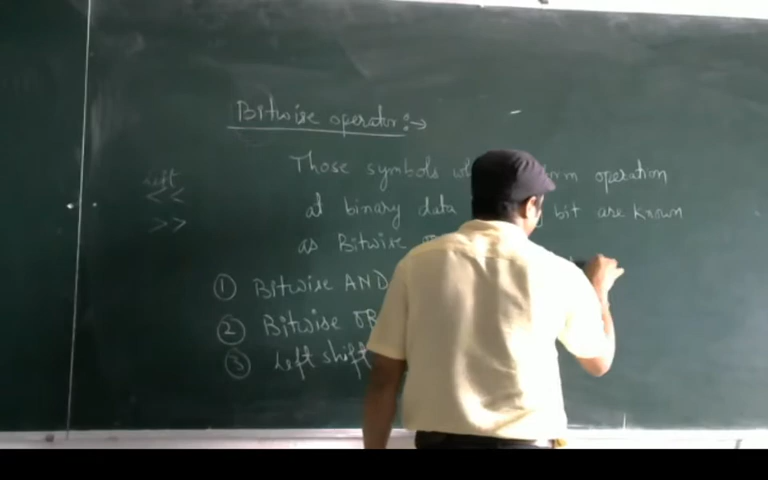 Bitwise operator:→
Those symbols operation
at binary data bit are known
as Bitwise
left
<<
>>
① Bitwise AND
② Bitwise OR
③ Left shift